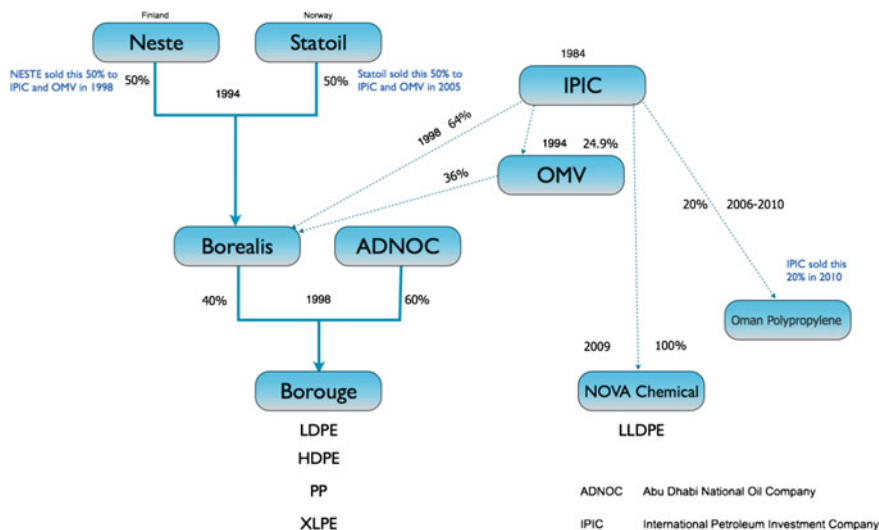 Finland
Norway
Neste
Statoil
1984
NESTE sold this 50% to
IPIC and OMV in 1998
50%
50%
Statoil sold this 50% to
IPIC and OMV in 2005
IPIC
1994
1998 64%
1994 24.9%
OMV
36%
20%
2006-2010
Borealis
ADNOC
IPIC sold this
20% in 2010
40%
1998
60%
Oman Polypropylene
2009
100%
Borouge
NOVA Chemical
LDPE
LLDPE
HDPE
PP
ADNOC Abu Dhabi National Oil Company
XLPE
IPIC International Petroleum Investment Company